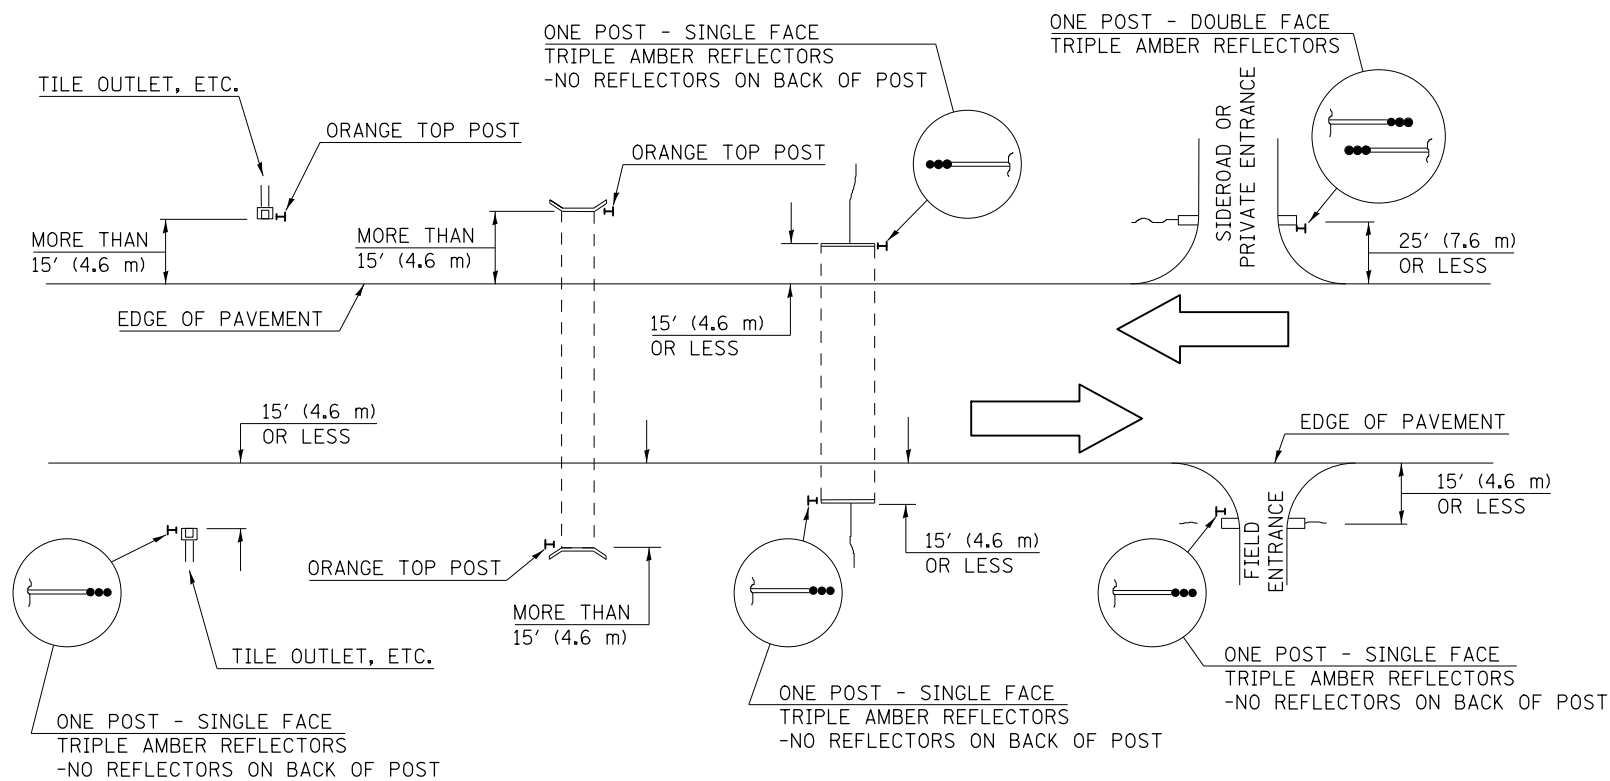 ONE POST - SINGLE FACE
TRIPLE AMBER REFLECTORS
-NO REFLECTORS ON BACK OF POST
ONE POST - DOUBLE FACE
TRIPLE AMBER REFLECTORS
TILE OUTLET, ETC.
ORANGE TOP POST
ORANGE TOP POST
SIDEROAD OR
PRIVATE ENTRANCE
MORE THAN
15' (4.6 m)
MORE THAN
15' (4.6 m)
25' (7.6 m)
OR LESS
EDGE OF PAVEMENT
15' (4.6 m)
OR LESS
15' (4.6 m)
OR LESS
EDGE OF PAVEMENT
15' (4.6 m)
OR LESS
FIELD
ENTRANCE
15' (4.6 m)
OR LESS
ORANGE TOP POST
MORE THAN
15' (4.6 m)
TILE OUTLET, ETC.
ONE POST - SINGLE FACE
TRIPLE AMBER REFLECTORS
-NO REFLECTORS ON BACK OF POST
ONE POST - SINGLE FACE
TRIPLE AMBER REFLECTORS
-NO REFLECTORS ON BACK OF POST
ONE POST - SINGLE FACE
TRIPLE AMBER REFLECTORS
-NO REFLECTORS ON BACK OF POST